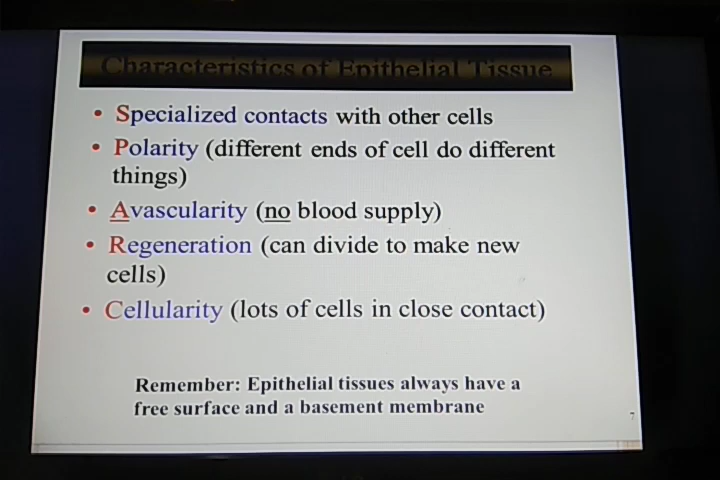 Characteristics of Epithelial Tissue
• Specialized contacts with other cells
• Polarity (different ends of cell do different
things)
• Avascularity (no blood supply)
• Regeneration (can divide to make new
cells)
• Cellularity (lots of cells in close contact)
Remember: Epithelial tissues always have a
free surface and a basement membrane
7